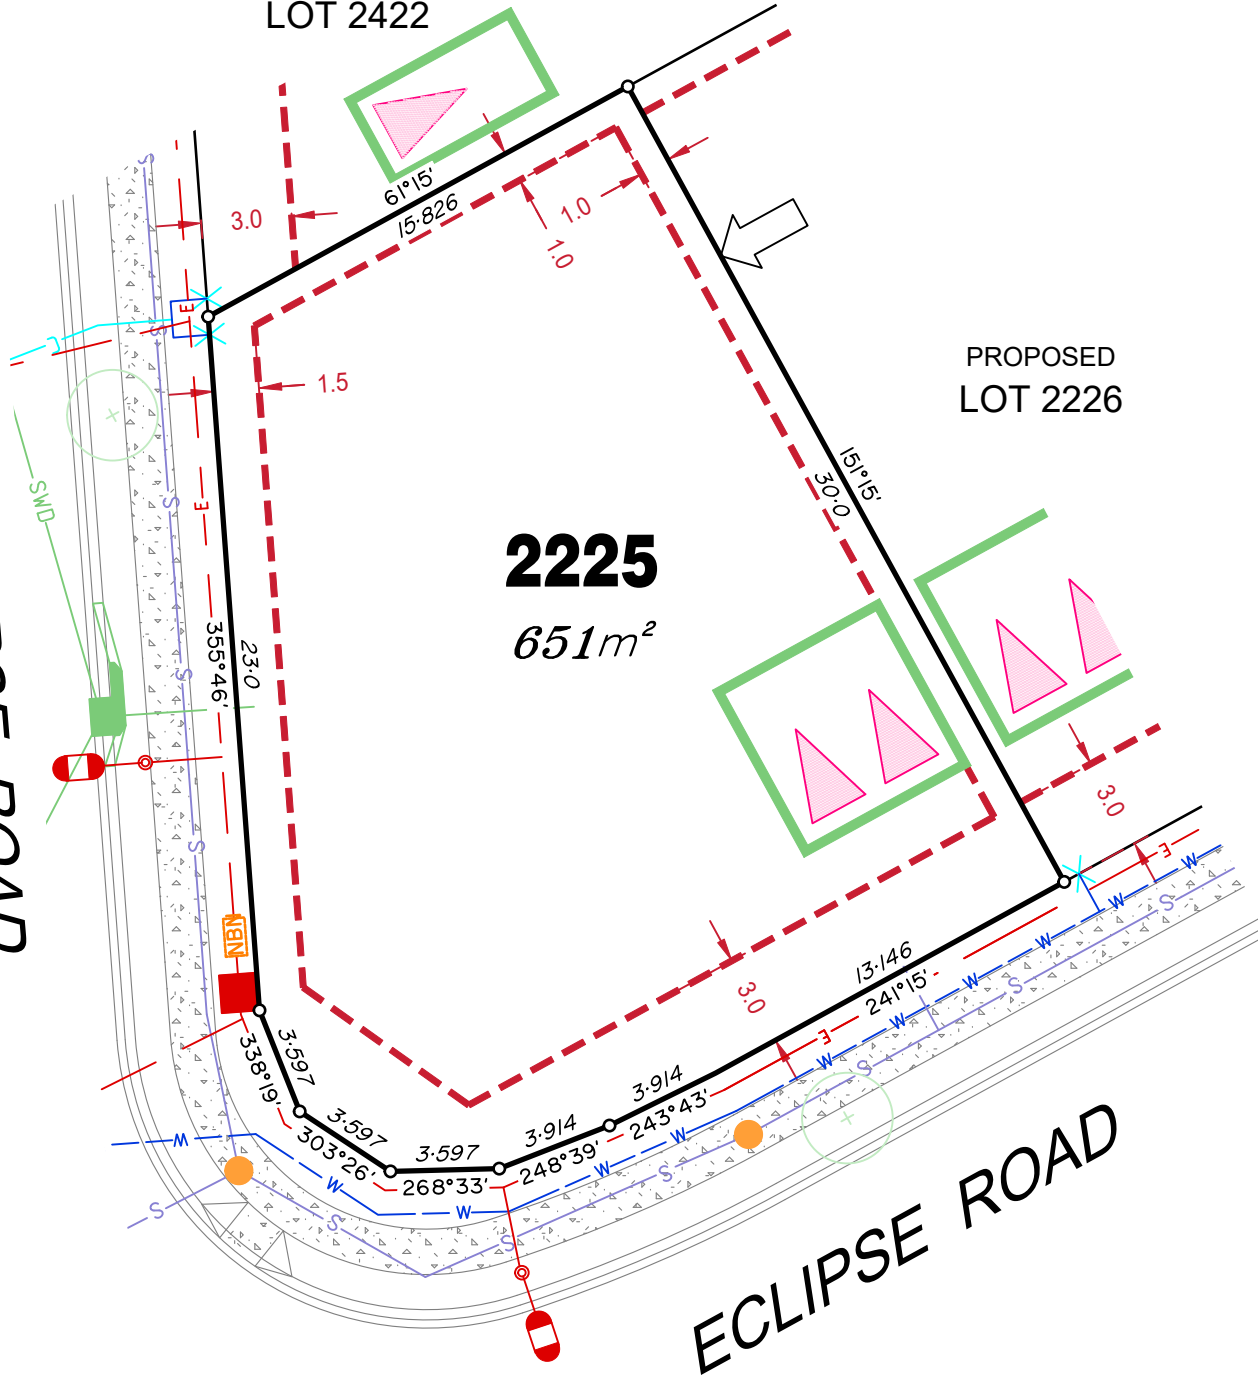 LOT 2422
61°15'
15·826
3.0
1.0
1.0
1.5
E
PROPOSED
LOT 2226
151°15'
30·0
SWD
E
2225
651m²
355°46'
23·0
S
S
S
S
S
ROAD
NBN
3.0
3.0
13·146
241°15'
E
W
W
S
3·597
338°19'
3·597
303°26'
3·597
268°33'
3·914
248°39'
3·914
243°43'
E
W
W
W
W
S
S
W
W
W
W
W
S
S
S
S
ECLIPSE ROAD